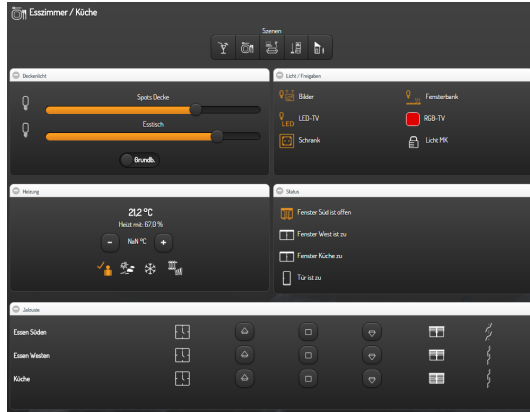 Esszimmer / Küche
Szenen
Deckenlicht
Spots Decke
Esstisch
Grundb.
Licht / Freigaben
Bilder
Fensterbank
LED
LED-TV
RGB-TV
Schrank
Licht MK
Heizung
21,2 °C
Heizt mit: 67,0 %
- NaN °C +
Status
Fenster Süd ist offen
Fenster West ist zu
Fenster Küche zu
Tür ist zu
Jalousie
Essen Süden
Essen Westen
Küche